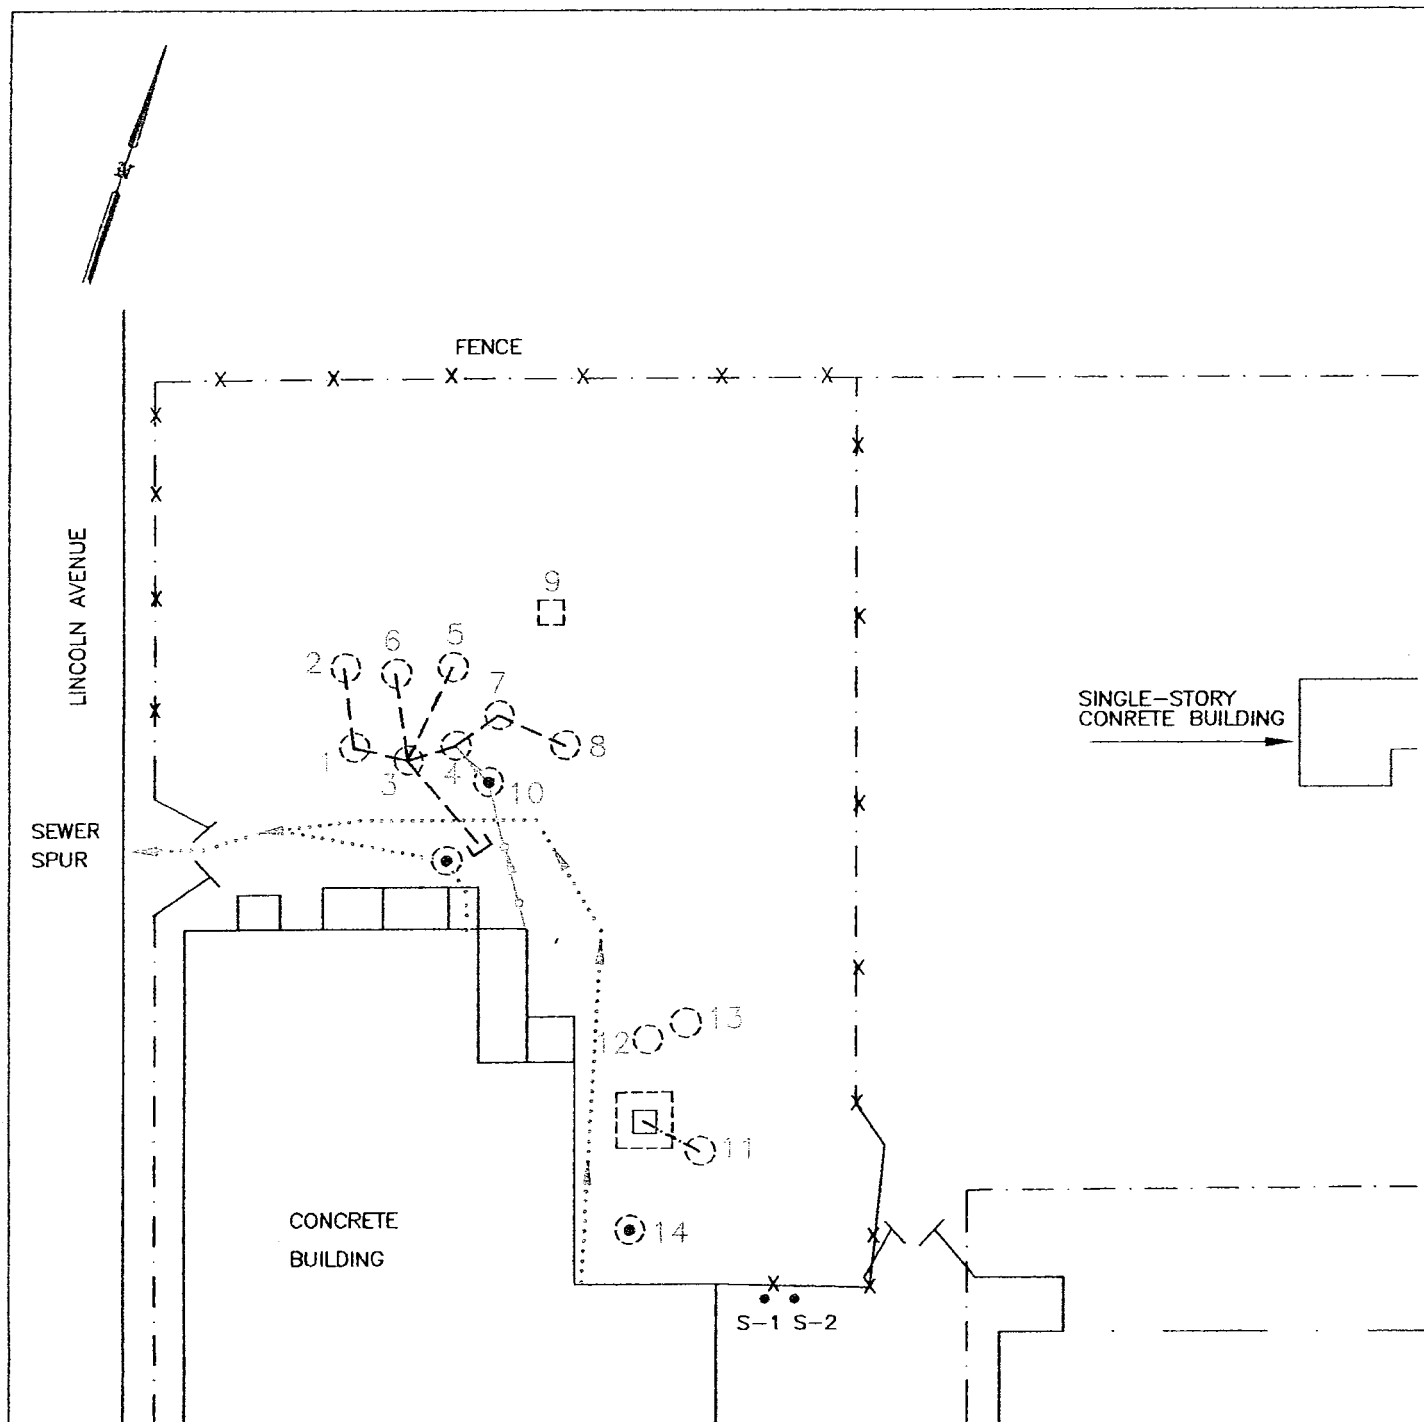 FENCE
LINCOLN AVENUE
9
2
6
5
7
SINGLE-STORY
CONRETE BUILDING
1
3
4
8
10
SEWER
SPUR
12
13
11
14
CONCRETE
BUILDING
S-1 S-2